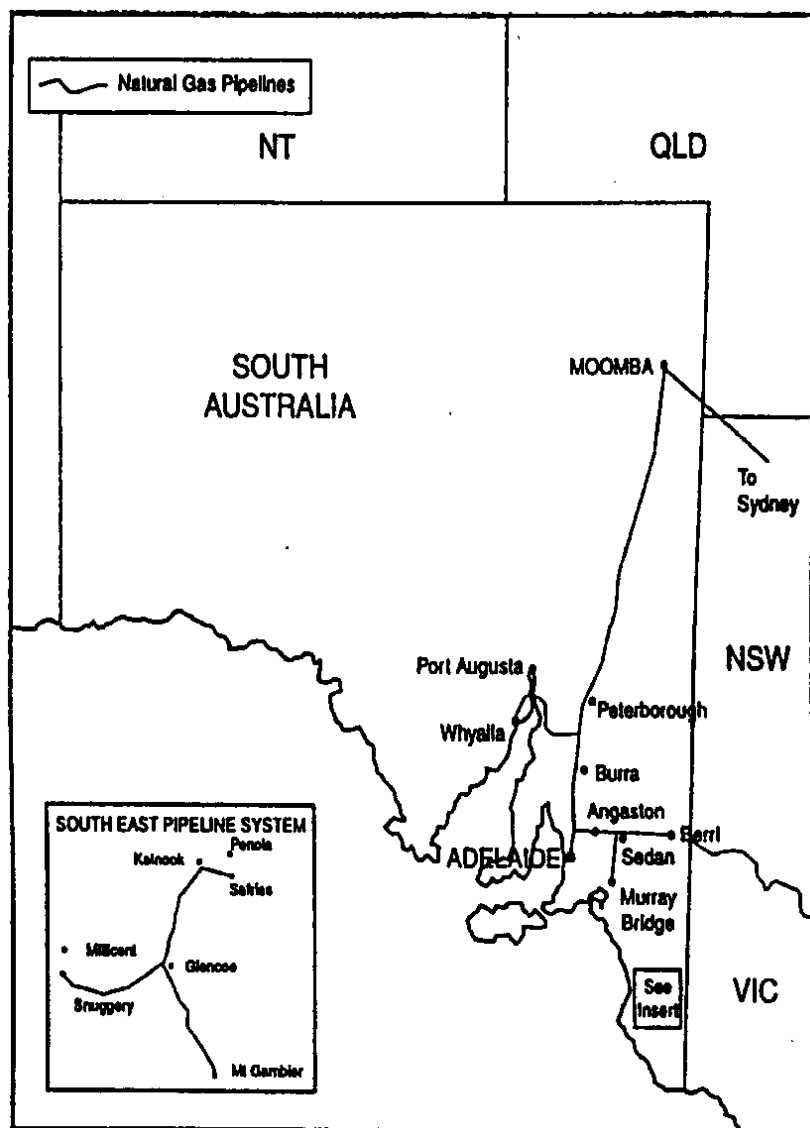 Natural Gas Pipelines
NT
QLD
SOUTH
AUSTRALIA
MOOMBA
To
Sydney
NSW
Port Augusta
Whyalla
Peterborough
Burra
Angaston
Berri
ADELAIDE
Sedan
Murray
Bridge
See
Insert
VIC
SOUTH EAST PIPELINE SYSTEM
Penola
Katnook
Safries
Millicent
Glencoe
Snuggery
Mt Gambier